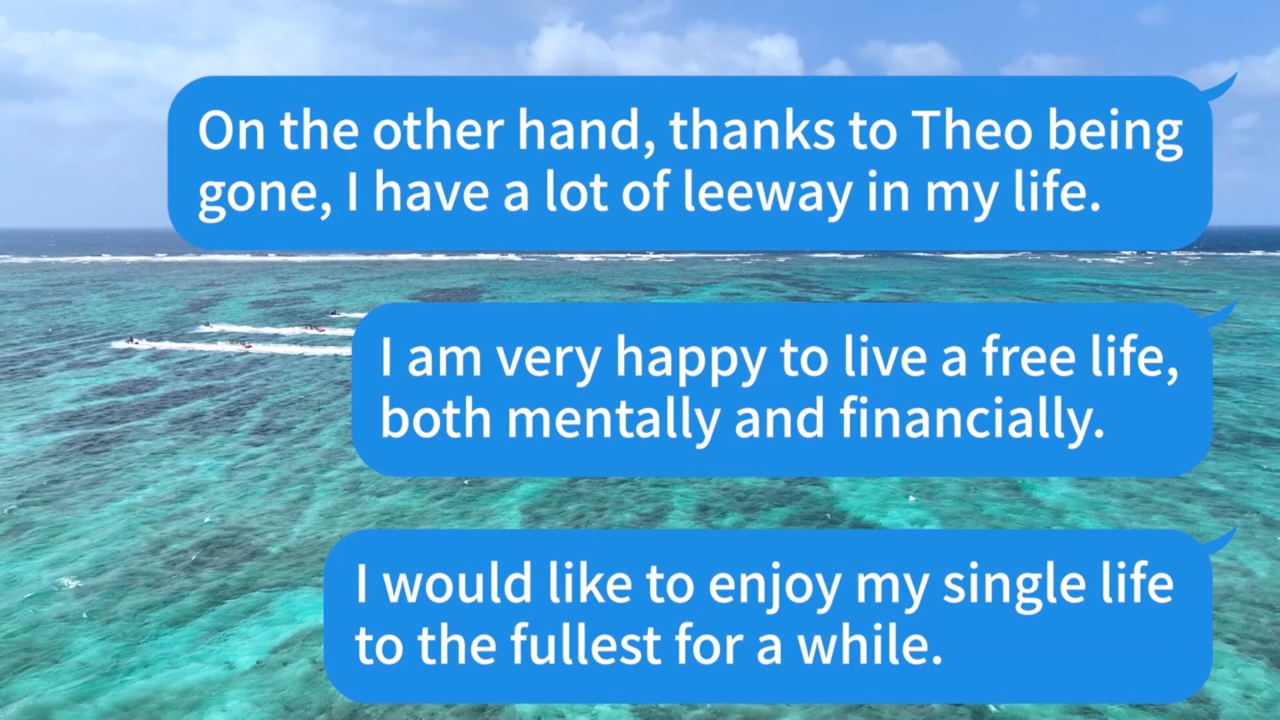 On the other hand, thanks to Theo being
gone, I have a lot of leeway in my life.
I am very happy to live a free life,
both mentally and financially.
I would like to enjoy my single life
to the fullest for a while.